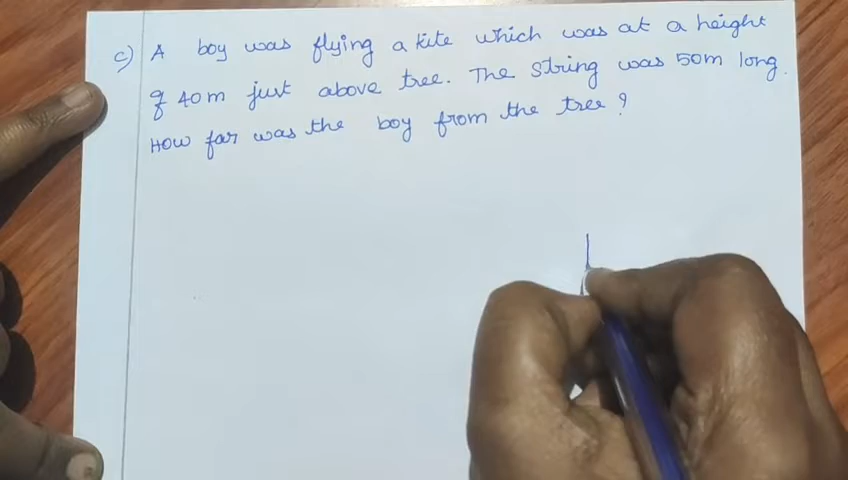 c) A boy was flying a kite which was at a height
of 40m just above tree. The string was 50m long.
How far was the boy from the tree?